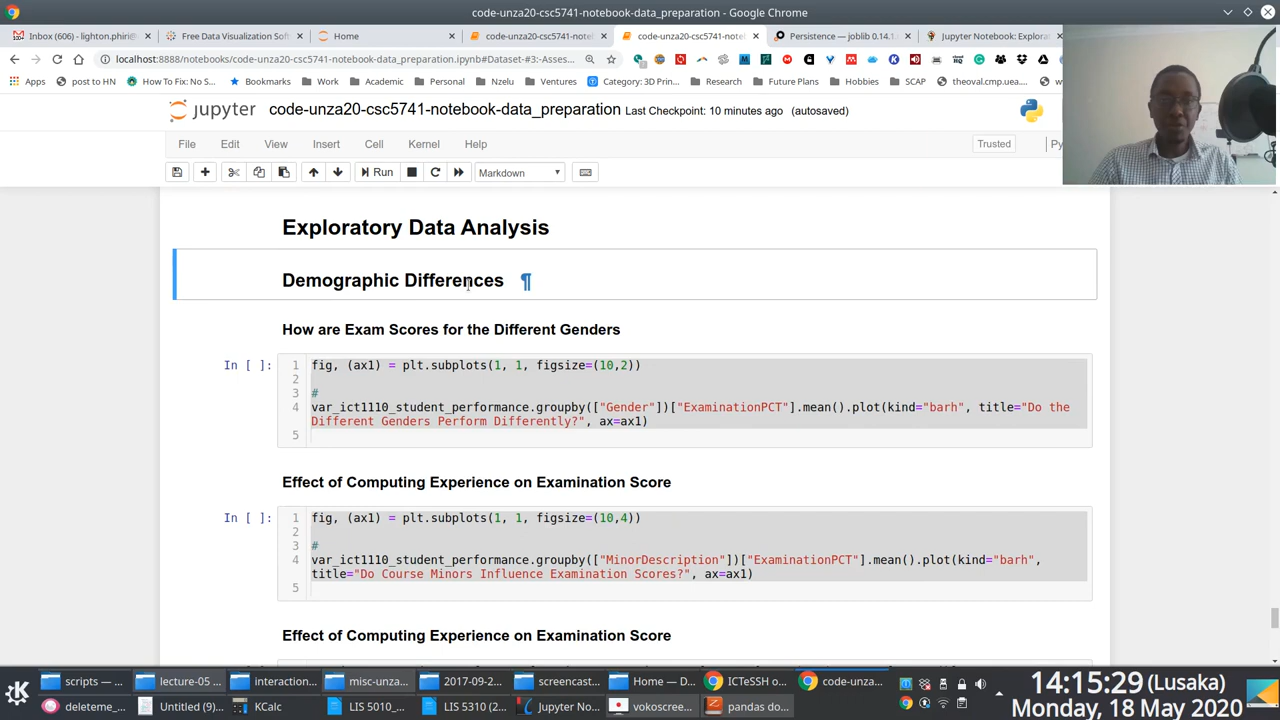 code-unza20-csc5741-notebook-data_preparation - Google Chrome
Inbox (606) - lighton.phiri@ Free Data Visualization Soft Home code-unza20-csc5741-notebook code-unza20-csc5741-notebook Persistence — joblib 0.14.1 Jupyter Notebook: Explora
localhost:8888/notebooks/code-unza20-csc5741-notebook-data_preparation.ipynb#Dataset-#3:-Asses...
Apps post to HN How To Fix: No S... Bookmarks Work Academic Personal Nzelu Ventures Category:3D Prin... Research Future Plans Hobbies SCAP theoval.cmp.uea...
jupyter code-unza20-csc5741-notebook-data_preparation Last Checkpoint: 10 minutes ago (autosaved)
File Edit View Insert Cell Kernel Help Trusted Py
Run Markdown
Exploratory Data Analysis
Demographic Differences ¶
How are Exam Scores for the Different Genders
In [ ]: 1 fig, (ax1) = plt.subplots(1, 1, figsize=(10,2))
2
3 #
4 var_ict1110_student_performance.groupby(["Gender"])["ExaminationPCT"].mean().plot(kind="barh", title="Do the
Different Genders Perform Differently?", ax=ax1)
5
Effect of Computing Experience on Examination Score
In [ ]: 1 fig, (ax1) = plt.subplots(1, 1, figsize=(10,4))
2
3 #
4 var_ict1110_student_performance.groupby(["MinorDescription"])["ExaminationPCT"].mean().plot(kind="barh",
title="Do Course Minors Influence Examination Scores?", ax=ax1)
5
Effect of Computing Experience on Examination Score
scripts — ... lecture-05 ... interaction... misc-unza... 2017-09-2... screencast... Home — D... ICTeSSH o... code-unza... 14:15:29 (Lusaka)
deleteme_... Untitled (9)... KCalc LIS 5010_... LIS 5310 (2... Jupyter No... vokoscree... pandas do... Monday, 18 May 2020